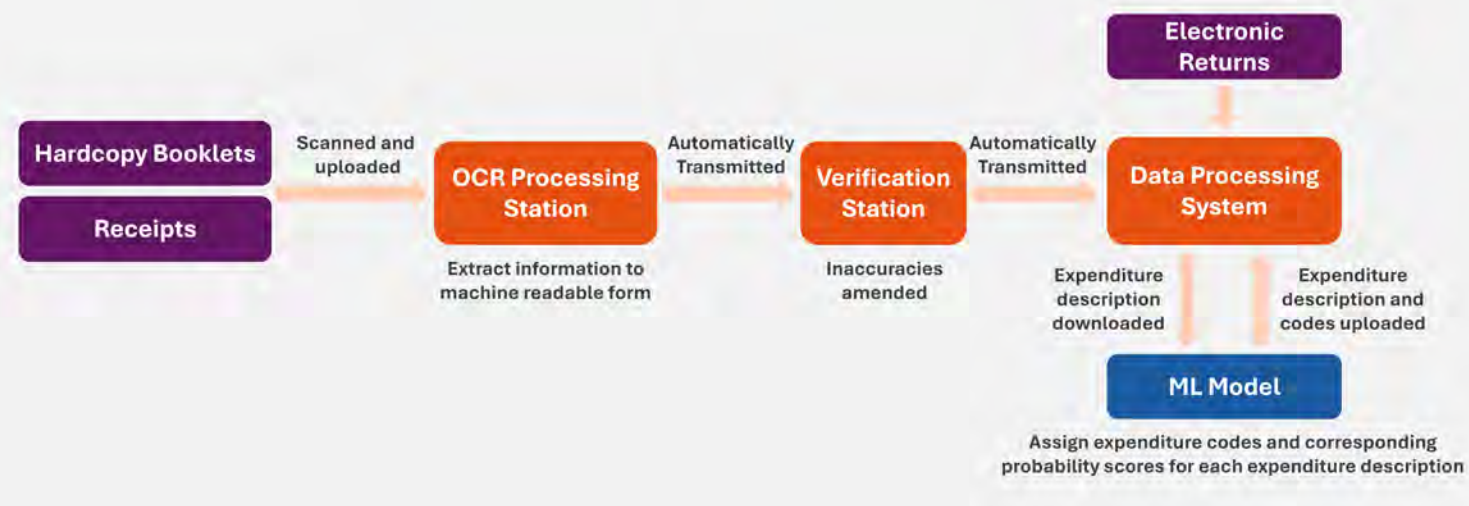 Electronic
Returns
Hardcopy Booklets
Receipts
Scanned and
uploaded
OCR Processing
Station
Extract information to
machine readable form
Automatically
Transmitted
Verification
Station
Inaccuracies
amended
Automatically
Transmitted
Data Processing
System
Expenditure
description
downloaded
Expenditure
description and
codes uploaded
ML Model
Assign expenditure codes and corresponding
probability scores for each expenditure description